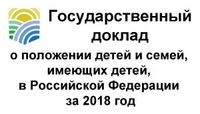 Государственный
доклад
о положении детей и семей,
имеющих детей,
в Российской Федерации
за 2018 год